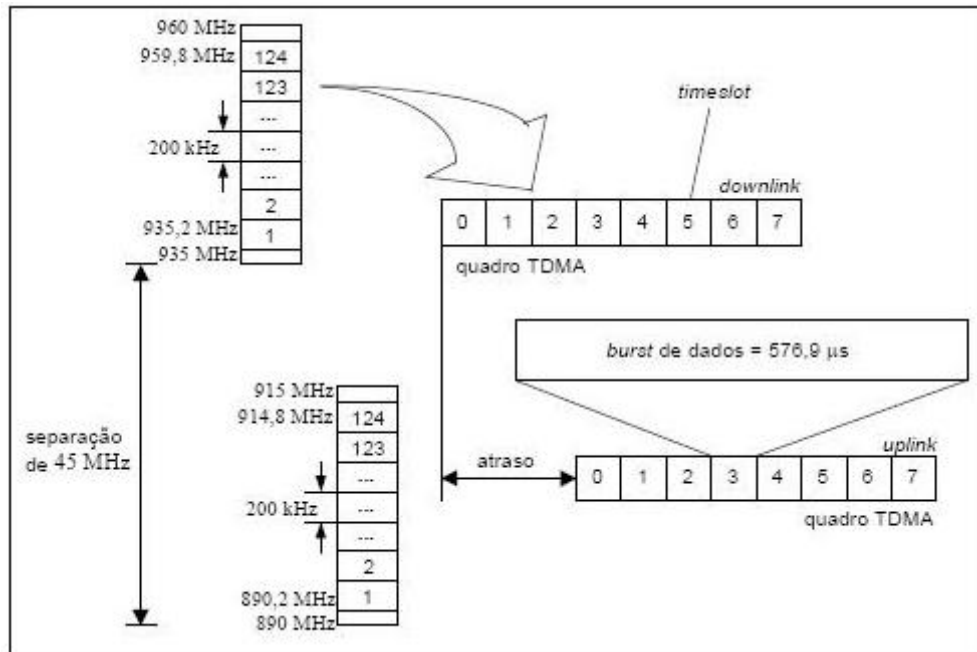 960 MHz
959,8 MHz
124
123
---
200 kHz
---
---
2
935,2 MHz
1
935 MHz
timeslot
downlink
0 1 2 3 4 5 6 7
quadro TDMA
burst de dados = 576,9 µs
separação
de 45 MHz
915 MHz
914,8 MHz
124
123
---
200 kHz
---
---
2
890,2 MHz
1
890 MHz
atraso
uplink
0 1 2 3 4 5 6 7
quadro TDMA